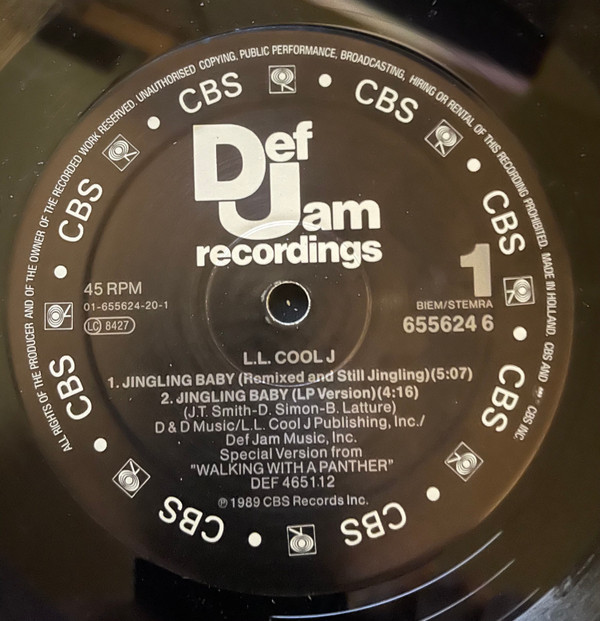 ALL RIGHTS OF THE PRODUCER AND OF THE OWNER OF THE RECORDED WORK RESERVED. UNAUTHORISED COPYING, PUBLIC PERFORMANCE, BROADCASTING, HIRING OR RENTAL OF THIS RECORDING PROHIBITED. MADE IN HOLLAND. CBS AND CBS INC.
CBS
CBS
CBS
CBS
CBS
CBS
CBS
CBS
Def
Jam
recordings
1
45 RPM
01-655624-20-1
LC 8427
BIEM/STEMRA
655624 6
L.L. COOL J
1. JINGLING BABY (Remixed and Still Jingling)(5:07)
2. JINGLING BABY (LP Version)(4:16)
(J.T. Smith-D. Simon-B. Latture)
D & D Music/L.L. Cool J Publishing, Inc./
Def Jam Music, Inc.
Special Version from
"WALKING WITH A PANTHER"
DEF 4651.12
℗ 1989 CBS Records Inc.